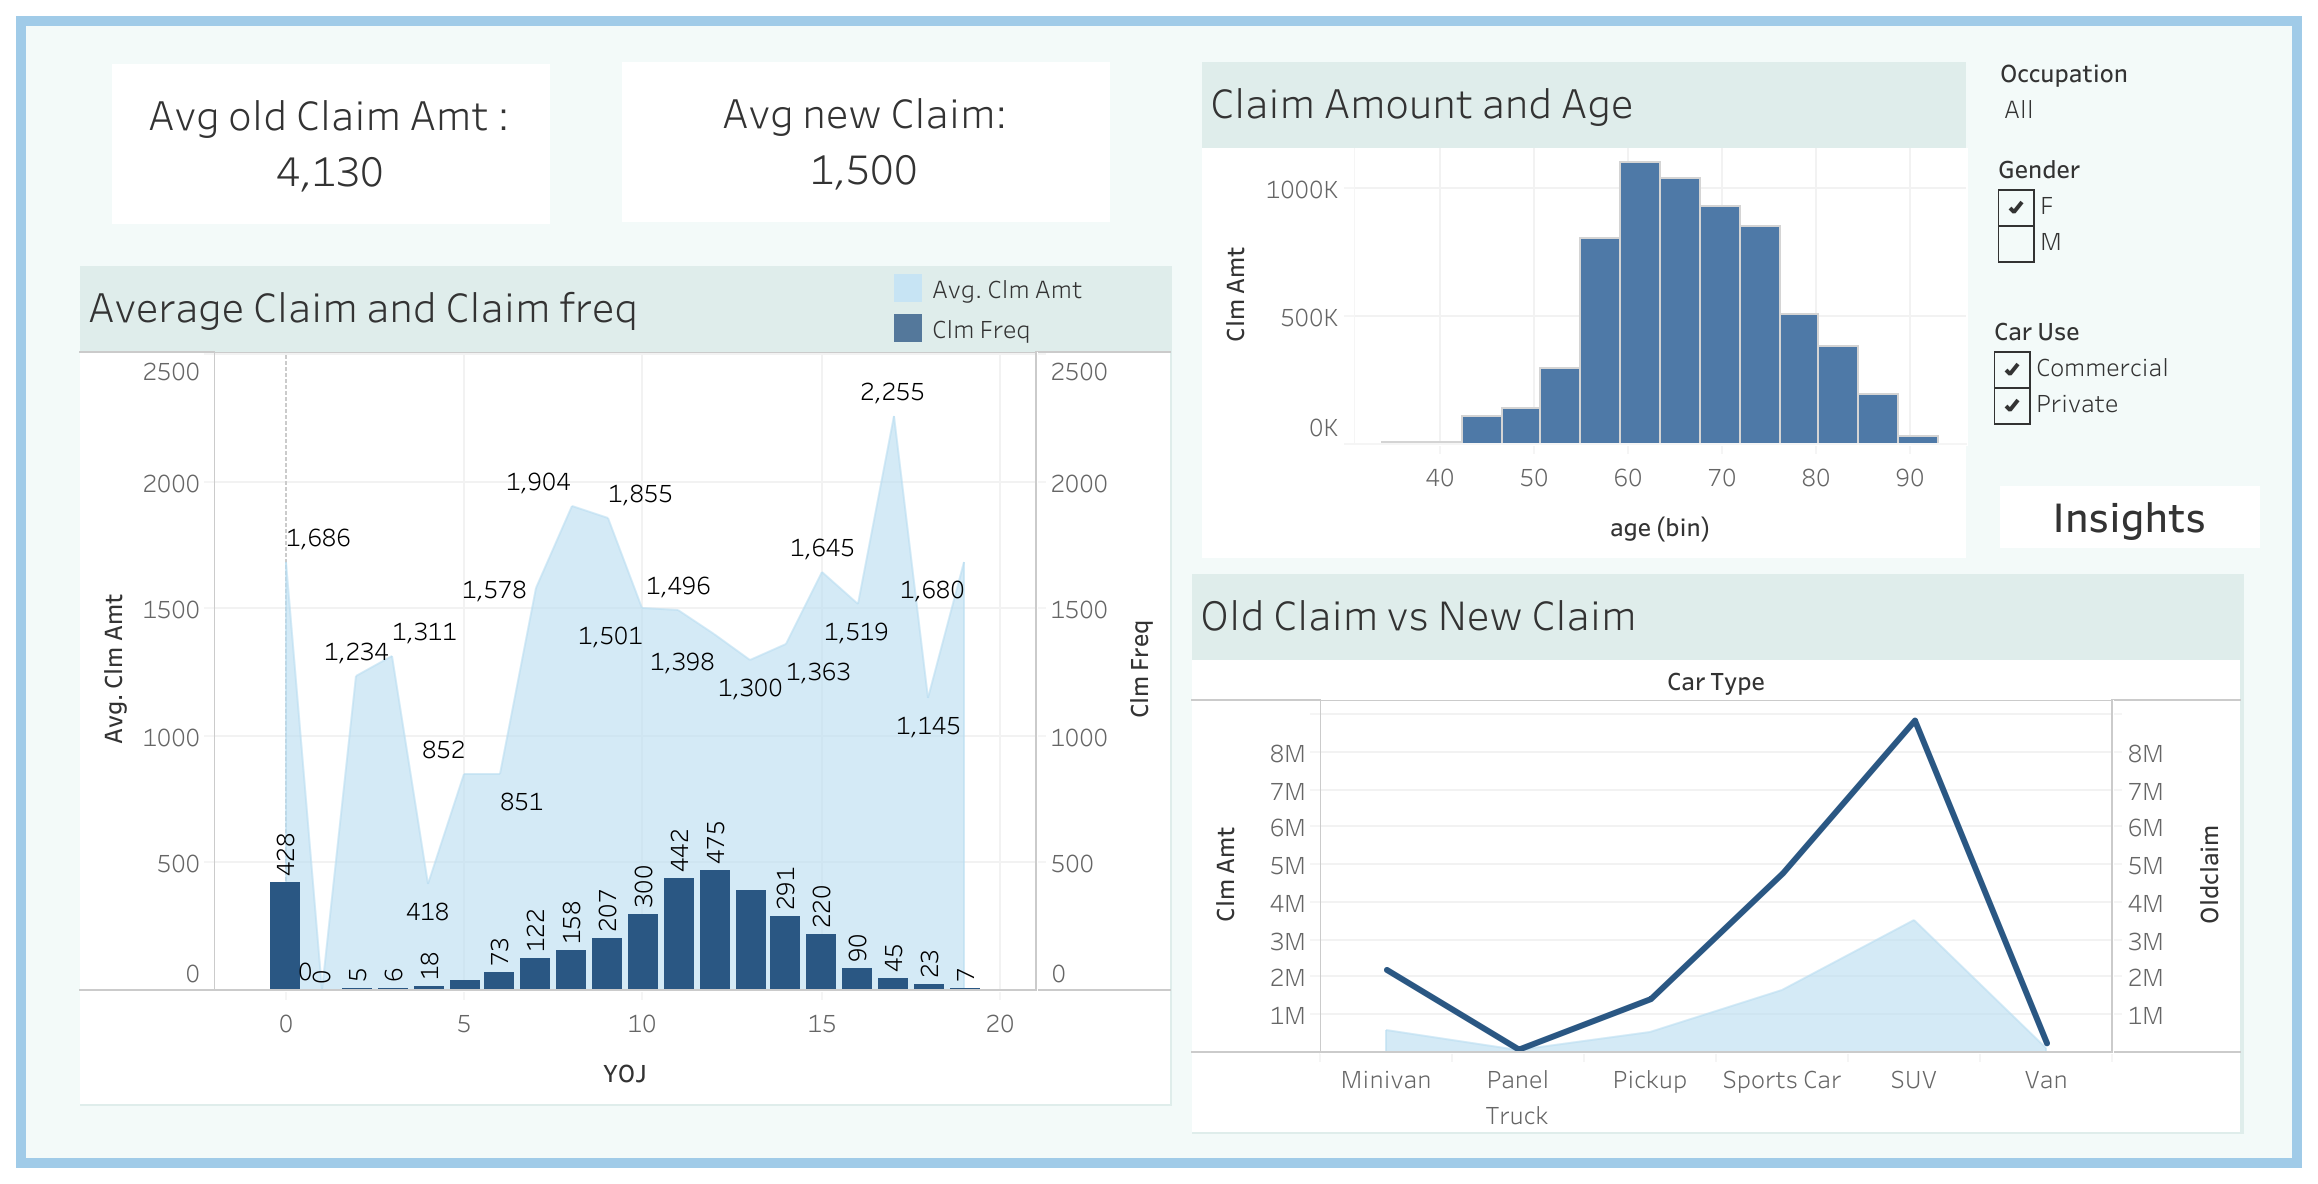 Avg old Claim Amt :
4,130
Avg new Claim:
1,500
Average Claim and Claim freq
Avg. Clm Amt
Clm Freq
2500
2000
1500
1000
500
0
Avg. Clm Amt
1,686
0
1,234
1,311
418
852
851
1,578
1,904
1,855
1,501
1,496
1,398
1,300
1,363
1,645
1,519
2,255
1,145
1,680
428
0
5
6
18
73
122
158
207
300
442
475
291
220
90
45
23
7
2500
2000
1500
1000
500
0
Clm Freq
0
5
10
15
20
YOJ
Claim Amount and Age
1000K
500K
0K
Clm Amt
40
50
60
70
80
90
age (bin)
Occupation
All
Gender
F
M
Car Use
Commercial
Private
Insights
Old Claim vs New Claim
Car Type
8M
7M
6M
5M
4M
3M
2M
1M
Clm Amt
8M
7M
6M
5M
4M
3M
2M
1M
Oldclaim
Minivan
Panel
Truck
Pickup
Sports Car
SUV
Van